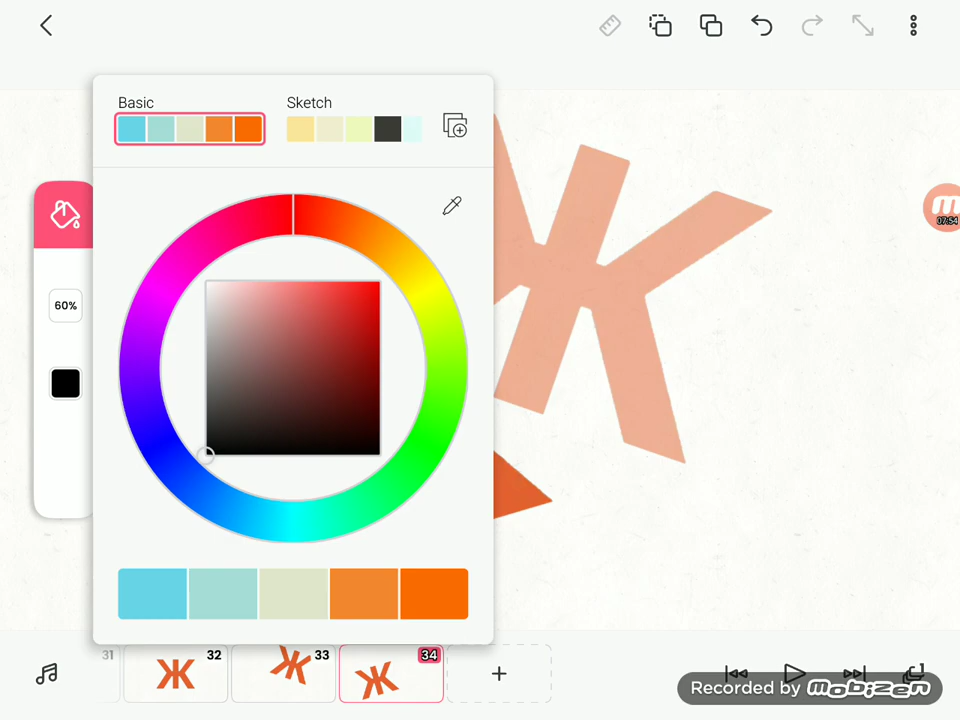 Basic
Sketch
07:54
60%
Ж
31
32
33
34
Ж
Ж
Ж
Recorded by mobizen